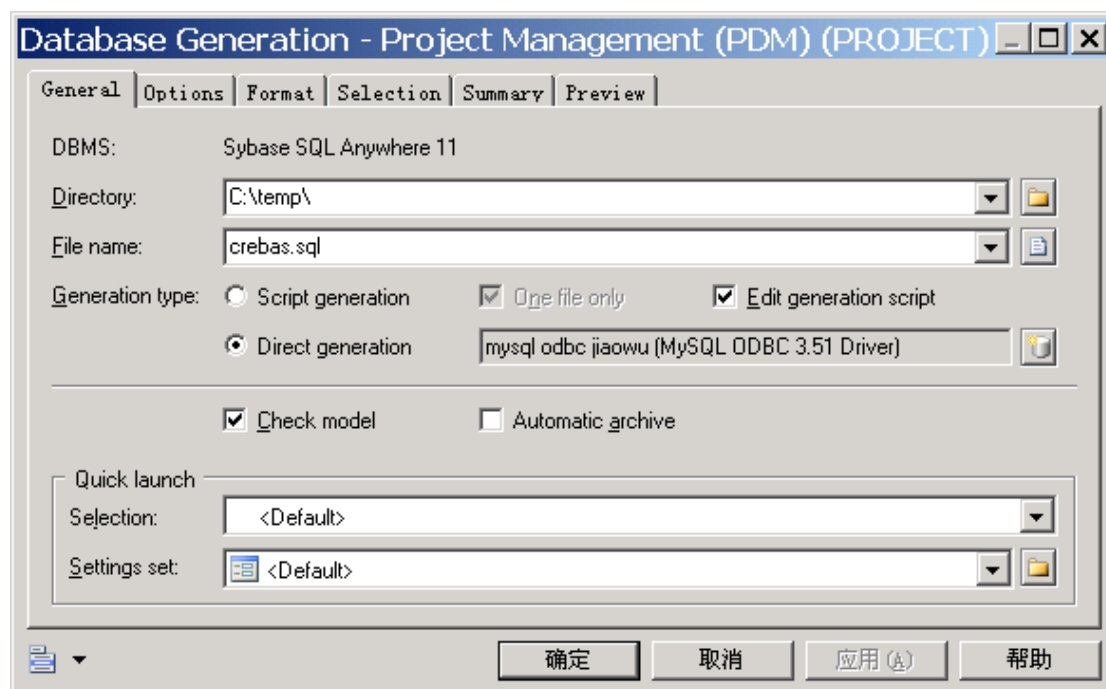 Database Generation - Project Management (PDM) (PROJECT)
General Options Format Selection Summary Preview
DBMS: Sybase SQL Anywhere 11
Directory: C:\temp\
File name: crebas.sql
Generation type: Script generation One file only Edit generation script
Direct generation mysql odbc jiaowu (MySQL ODBC 3.51 Driver)
Check model Automatic archive
Quick launch
Selection: <Default>
Settings set: <Default>
确定 取消 应用(A) 帮助